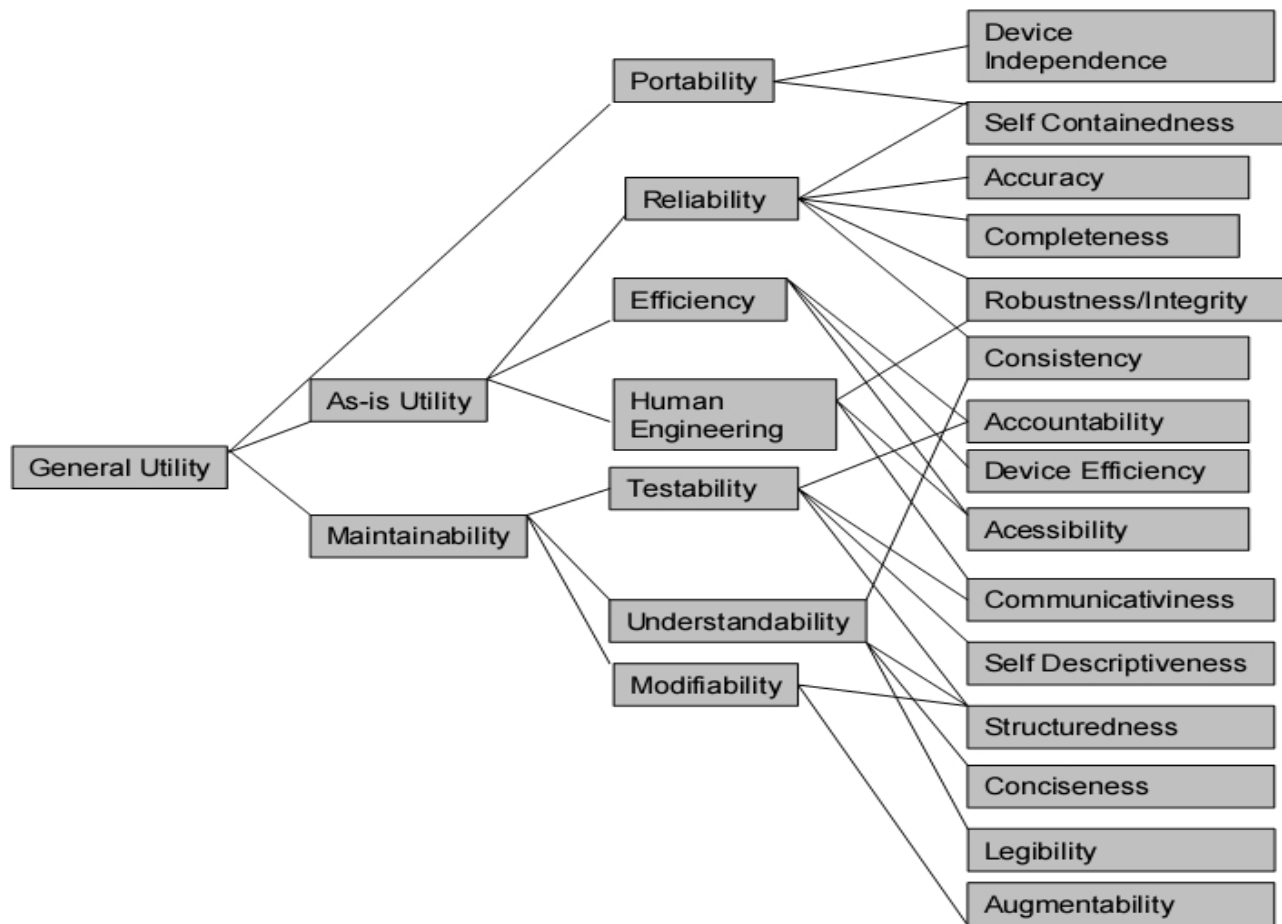 General Utility
As-is Utility
Maintainability
Portability
Reliability
Efficiency
Human
Engineering
Testability
Understandability
Modifiability
Device
Independence
Self Containedness
Accuracy
Completeness
Robustness/Integrity
Consistency
Accountability
Device Efficiency
Acessibility
Communicativiness
Self Descriptiveness
Structuredness
Conciseness
Legibility
Augmentability